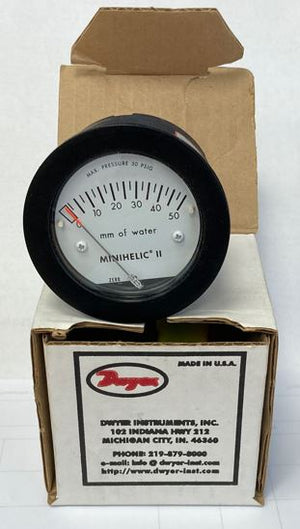 MAX. PRESSURE 30 PSIG
0 10 20 30 40 50
mm of water
MINIHELIC® II
ZERO
Dwyer
MADE IN U.S.A.
DWYER INSTRUMENTS, INC.
102 INDIANA HWY 212
MICHIGAN CITY, IN. 46360
PHONE: 219-879-8000
e-mail: info @ dwyer-inst.com
http://www.dwyer-inst.com